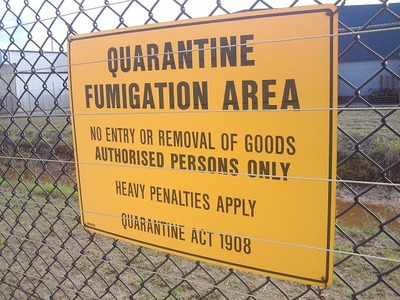 QUARANTINE
FUMIGATION AREA
NO ENTRY OR REMOVAL OF GOODS
AUTHORISED PERSONS ONLY
HEAVY PENALTIES APPLY
QUARANTINE ACT 1908